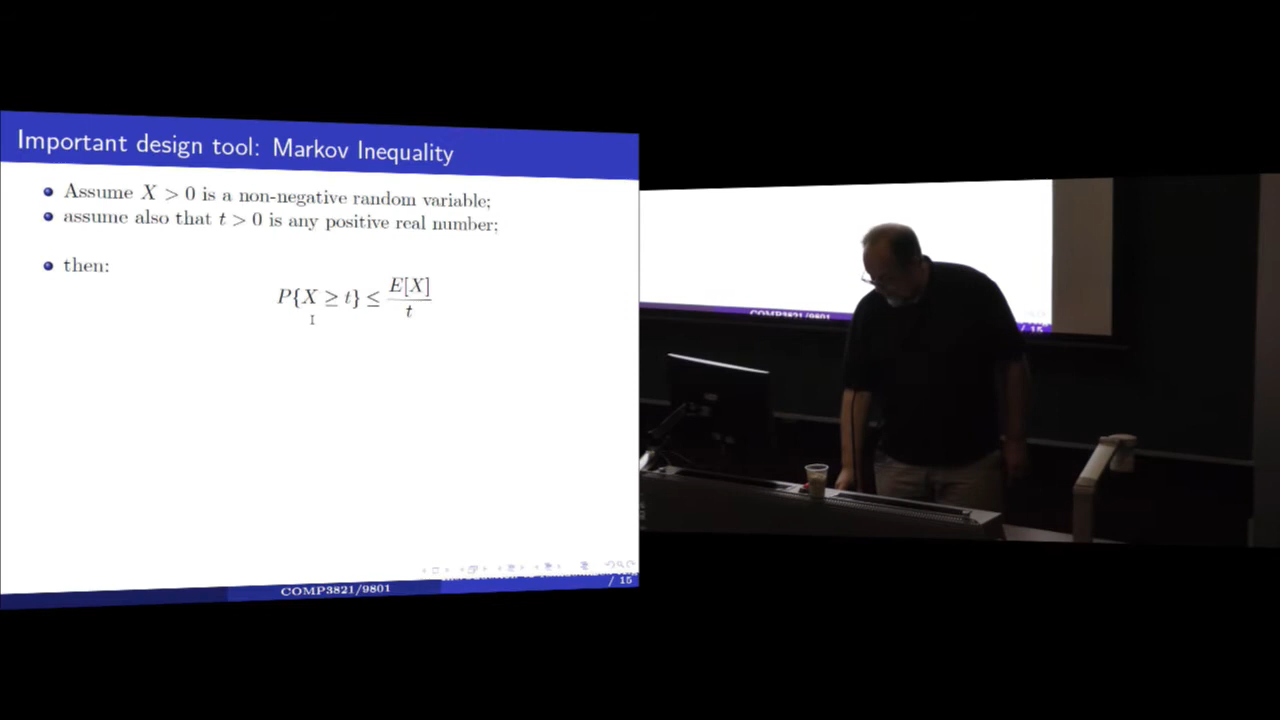 Important design tool: Markov Inequality
Assume X > 0 is a non-negative random variable;
assume also that t > 0 is any positive real number;
then:
P{X ≥ t} ≤ E[X] / t
COMP3821/9801
/ 15
COMP3821/9801
/ 15